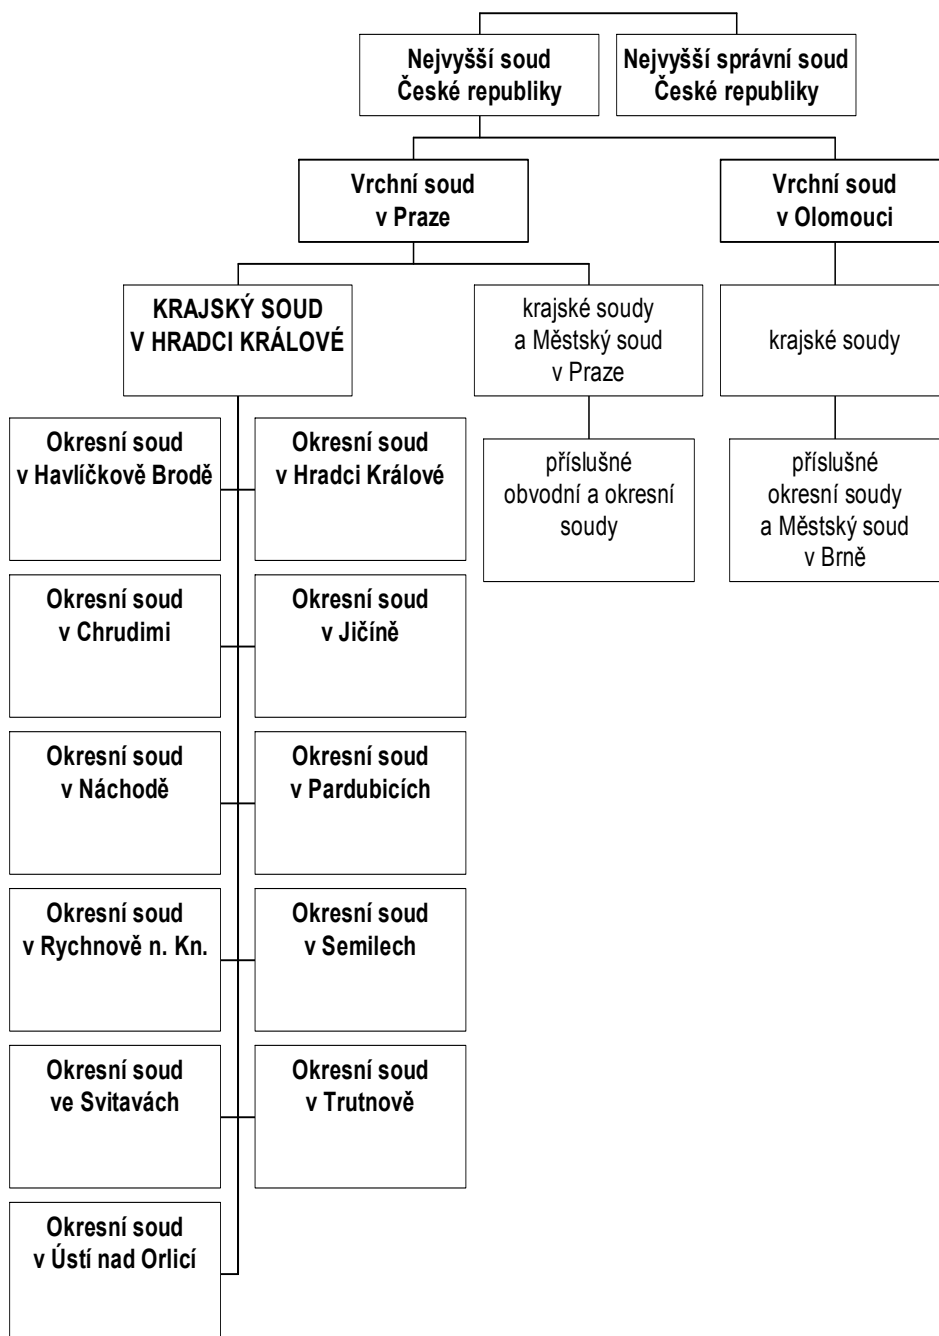 Nejvyšší soud
České republiky
Nejvyšší správní soud
České republiky
Vrchní soud
v Praze
Vrchní soud
v Olomouci
KRAJSKÝ SOUD
V HRADCI KRÁLOVÉ
krajské soudy
a Městský soud
v Praze
krajské soudy
Okresní soud
v Havlíčkově Brodě
Okresní soud
v Hradci Králové
příslušné
obvodní a okresní
soudy
příslušné
okresní soudy
a Městský soud
v Brně
Okresní soud
v Chrudimi
Okresní soud
v Jičíně
Okresní soud
v Náchodě
Okresní soud
v Pardubicích
Okresní soud
v Rychnově n. Kn.
Okresní soud
v Semilech
Okresní soud
ve Svitavách
Okresní soud
v Trutnově
Okresní soud
v Ústí nad Orlicí